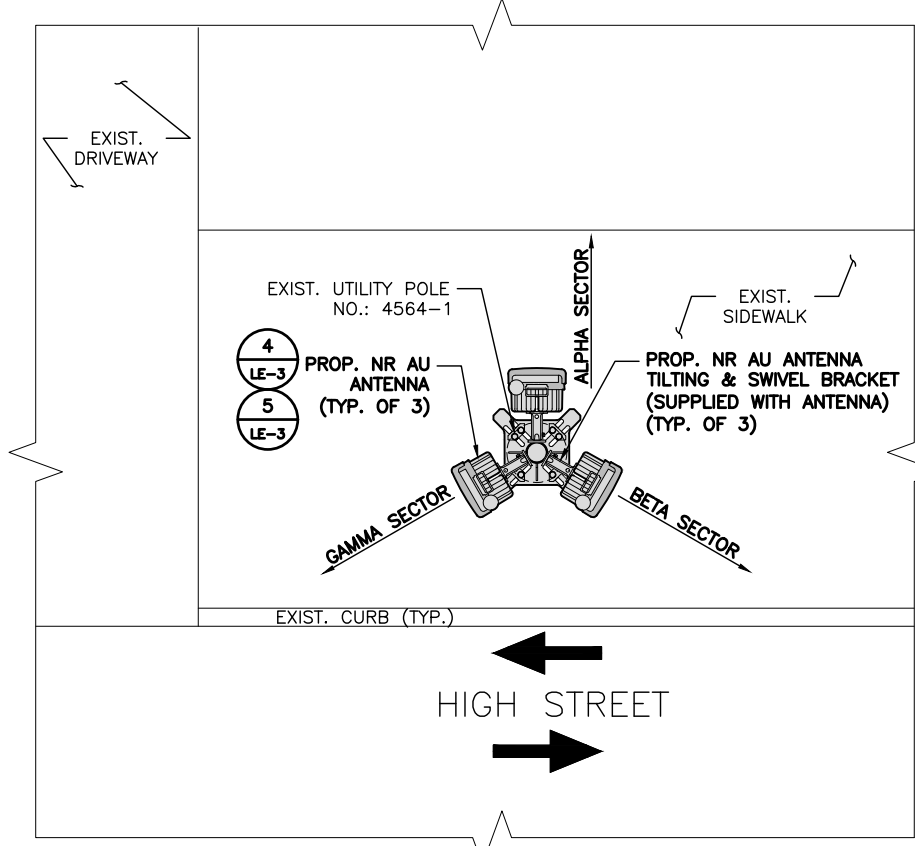 EXIST.
DRIVEWAY
EXIST. UTILITY POLE
NO.: 4564-1
ALPHA SECTOR
EXIST.
SIDEWALK
4
LE-3
5
LE-3
PROP. NR AU
ANTENNA
(TYP. OF 3)
PROP. NR AU ANTENNA
TILTING & SWIVEL BRACKET
(SUPPLIED WITH ANTENNA)
(TYP. OF 3)
GAMMA SECTOR
BETA SECTOR
EXIST. CURB (TYP.)
HIGH STREET